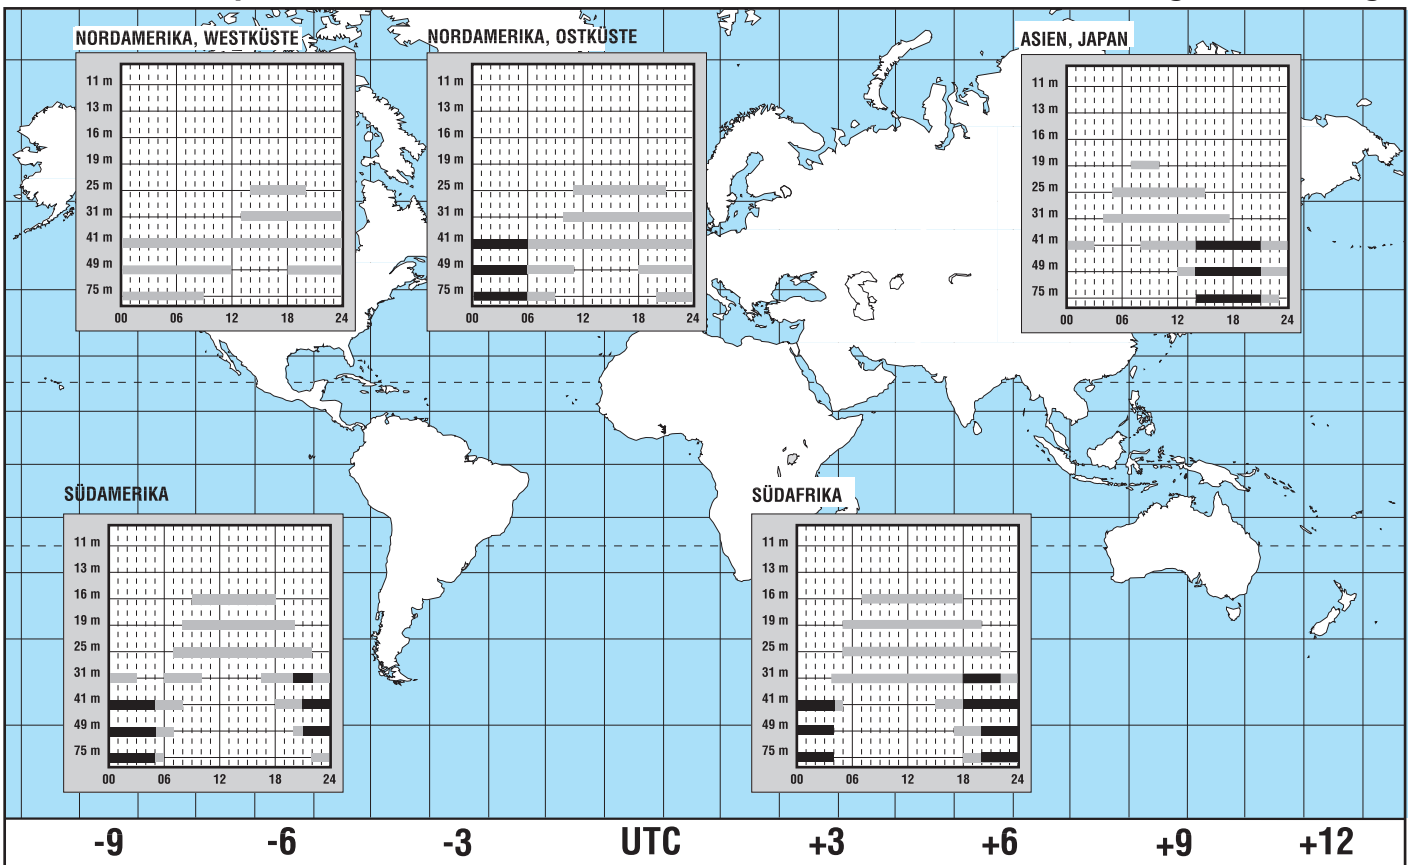 NORDAMERIKA, WESTKÜSTE
11 m
13 m
16 m
19 m
25 m
31 m
41 m
49 m
75 m
00 06 12 18 24
NORDAMERIKA, OSTKÜSTE
11 m
13 m
16 m
19 m
25 m
31 m
41 m
49 m
75 m
00 06 12 18 24
ASIEN, JAPAN
11 m
13 m
16 m
19 m
25 m
31 m
41 m
49 m
75 m
00 06 12 18 24
SÜDAMERIKA
11 m
13 m
16 m
19 m
25 m
31 m
41 m
49 m
75 m
00 06 12 18 24
SÜDAFRIKA
11 m
13 m
16 m
19 m
25 m
31 m
41 m
49 m
75 m
00 06 12 18 24
-9 -6 -3 UTC +3 +6 +9 +12